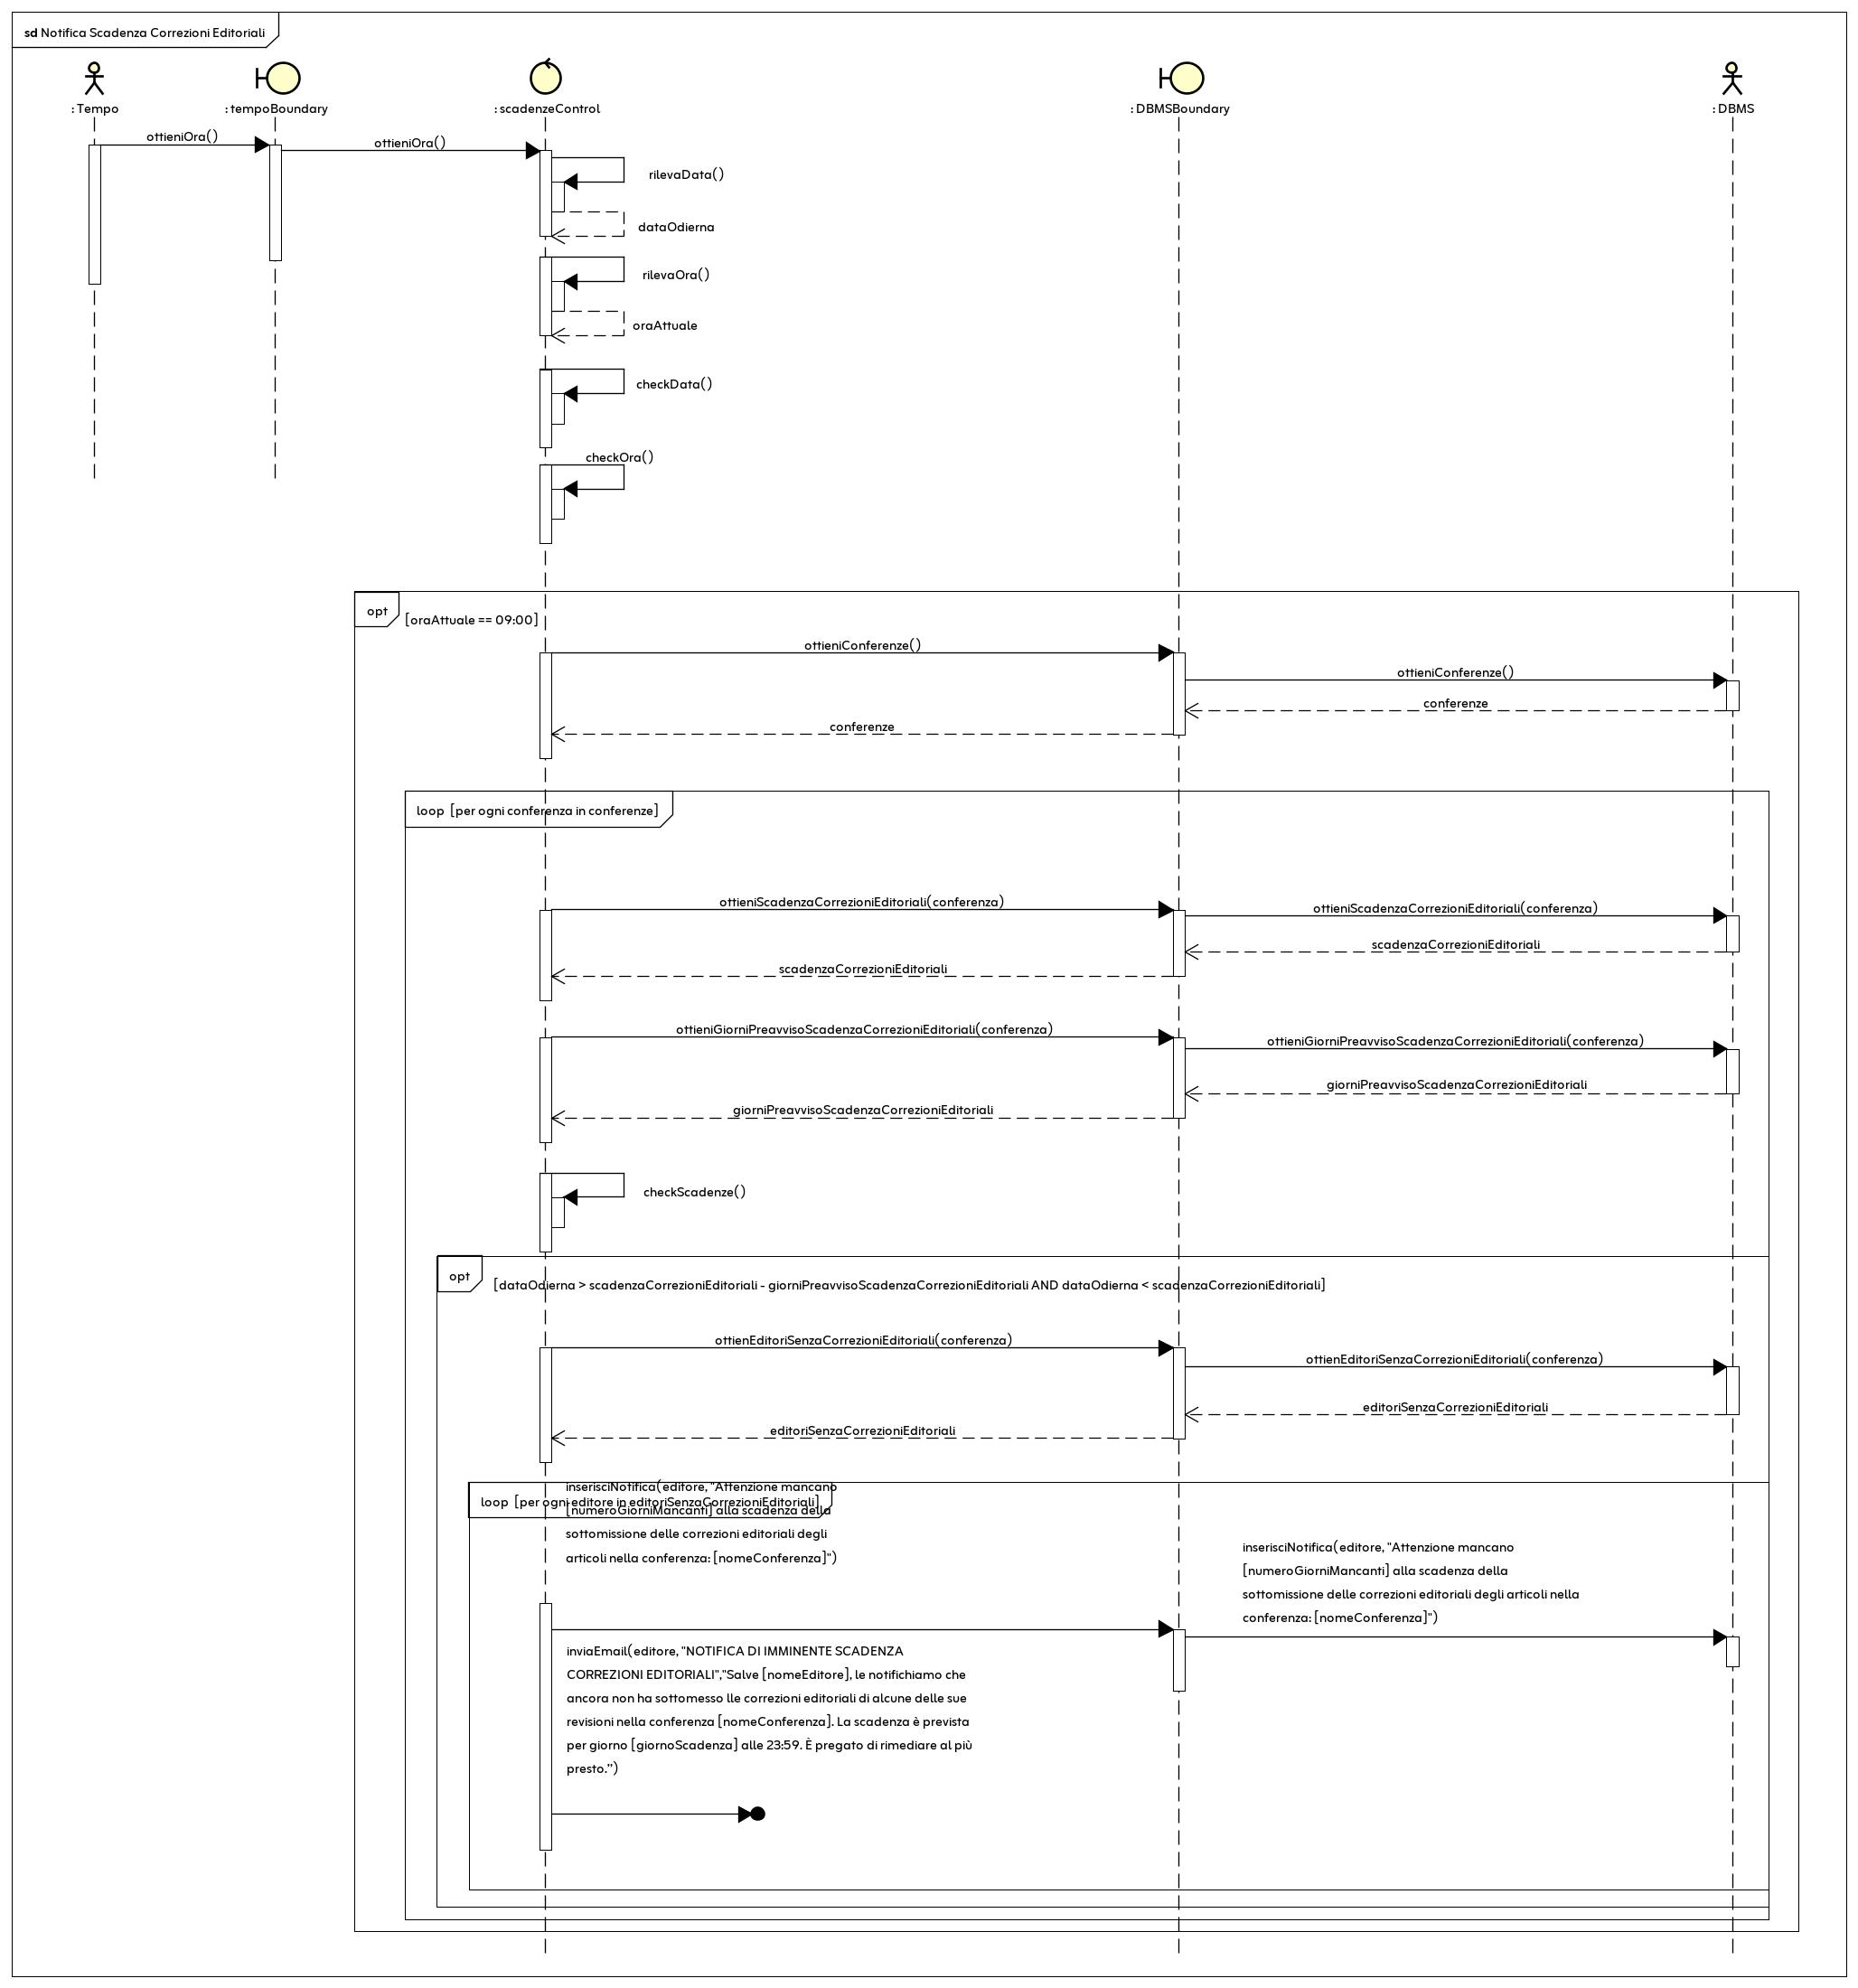 sd Notifica Scadenza Correzioni Editoriali
: Tempo
: tempoBoundary
: scadenzeControl
: DBMSBoundary
: DBMS
ottieniOra()
ottieniOra()
rilevaData()
dataOdierna
rilevaOra()
oraAttuale
checkData()
checkOra()
opt
[oraAttuale == 09:00]
ottieniConferenze()
ottieniConferenze()
conferenze
conferenze
loop [per ogni conferenza in conferenze]
ottieniScadenzaCorrezioniEditoriali(conferenza)
ottieniScadenzaCorrezioniEditoriali(conferenza)
scadenzaCorrezioniEditoriali
scadenzaCorrezioniEditoriali
ottieniGiorniPreavvisoScadenzaCorrezioniEditoriali(conferenza)
ottieniGiorniPreavvisoScadenzaCorrezioniEditoriali(conferenza)
giorniPreavvisoScadenzaCorrezioniEditoriali
giorniPreavvisoScadenzaCorrezioniEditoriali
checkScadenze()
opt
[dataOdierna > scadenzaCorrezioniEditoriali - giorniPreavvisoScadenzaCorrezioniEditoriali AND dataOdierna < scadenzaCorrezioniEditoriali]
ottienEditoriSenzaCorrezioniEditoriali(conferenza)
ottienEditoriSenzaCorrezioniEditoriali(conferenza)
editoriSenzaCorrezioniEditoriali
editoriSenzaCorrezioniEditoriali
loop [per ogni editore in editoriSenzaCorrezioniEditoriali]
inserisciNotifica(editore, "Attenzione mancano
[numeroGiorniMancanti] alla scadenza della
sottomissione delle correzioni editoriali degli
articoli nella conferenza: [nomeConferenza]")
inserisciNotifica(editore, "Attenzione mancano
[numeroGiorniMancanti] alla scadenza della
sottomissione delle correzioni editoriali degli articoli nella
conferenza: [nomeConferenza]")
inviaEmail(editore, "NOTIFICA DI IMMINENTE SCADENZA
CORREZIONI EDITORIALI","Salve [nomeEditore], le notifichiamo che
ancora non ha sottomesso lle correzioni editoriali di alcune delle sue
revisioni nella conferenza [nomeConferenza]. La scadenza è prevista
per giorno [giornoScadenza] alle 23:59. È pregato di rimediare al più
presto.")